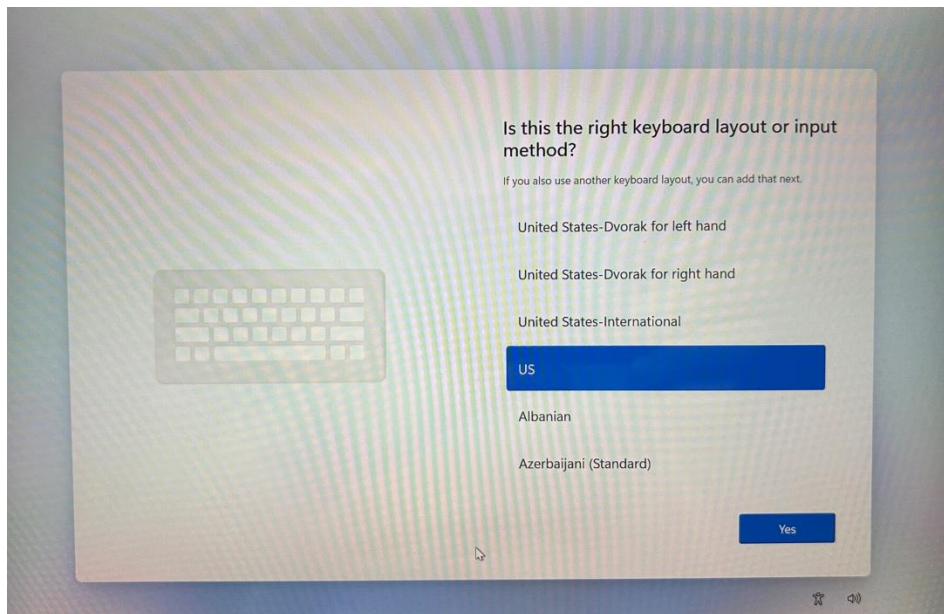 Is this the right keyboard layout or input
method?
If you also use another keyboard layout, you can add that next.
United States-Dvorak for left hand
United States-Dvorak for right hand
United States-International
US
Albanian
Azerbaijani (Standard)
Yes